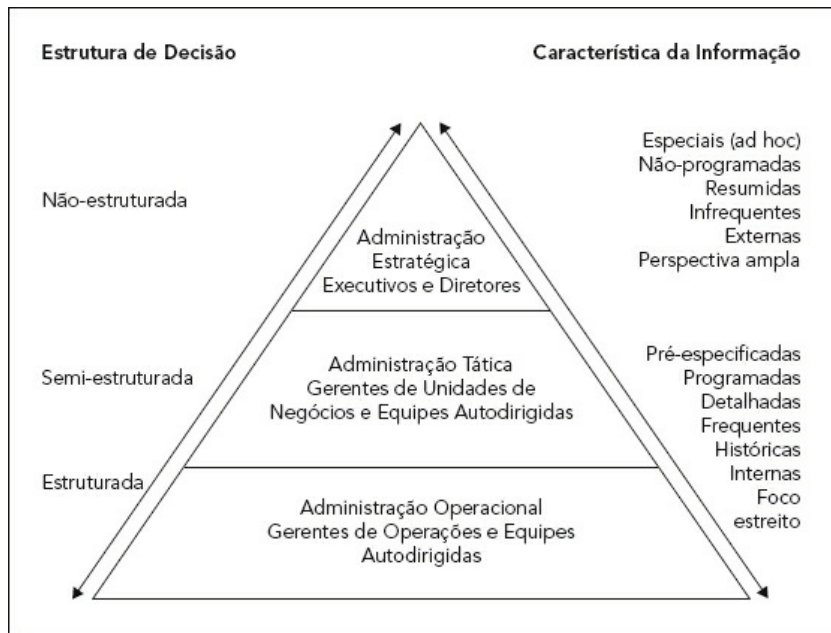 Estrutura de Decisão
Característica da Informação
Não-estruturada
Semi-estruturada
Estruturada
Administração
Estratégica
Executivos e Diretores
Administração Tática
Gerentes de Unidades de
Negócios e Equipes Autodirigidas
Administração Operacional
Gerentes de Operações e Equipes
Autodirigidas
Especiais (ad hoc)
Não-programadas
Resumidas
Infrequentes
Externas
Perspectiva ampla
Pré-especificadas
Programadas
Detalhadas
Frequentes
Históricas
Internas
Foco
estreito